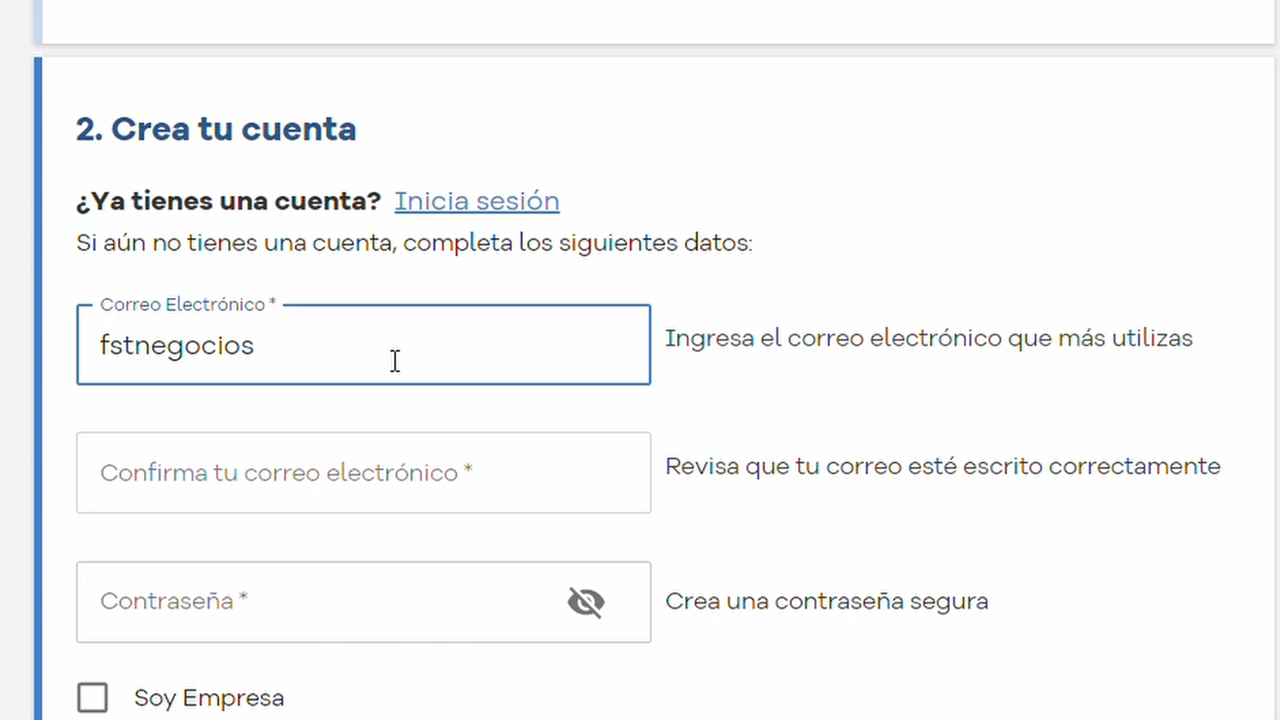 2. Crea tu cuenta
¿Ya tienes una cuenta? Inicia sesión
Si aún no tienes una cuenta, completa los siguientes datos:
Correo Electrónico *
fstnegocios
Ingresa el correo electrónico que más utilizas
Confirma tu correo electrónico *
Revisa que tu correo esté escrito correctamente
Contraseña *
Crea una contraseña segura
Soy Empresa